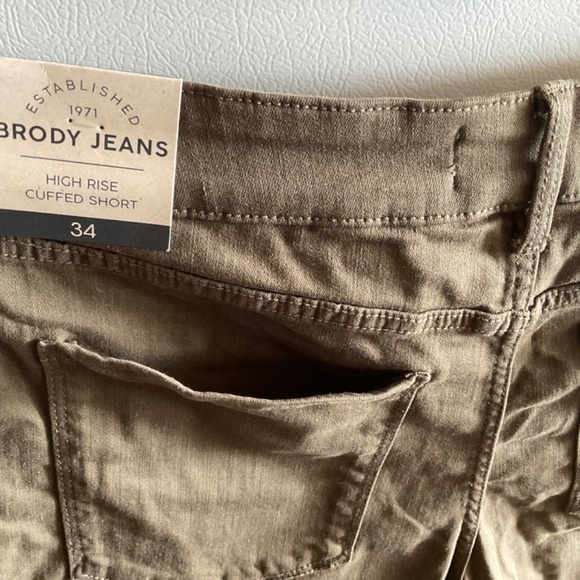 ESTABLISHED
1971
BRODY JEANS
HIGH RISE
CUFFED SHORT
34